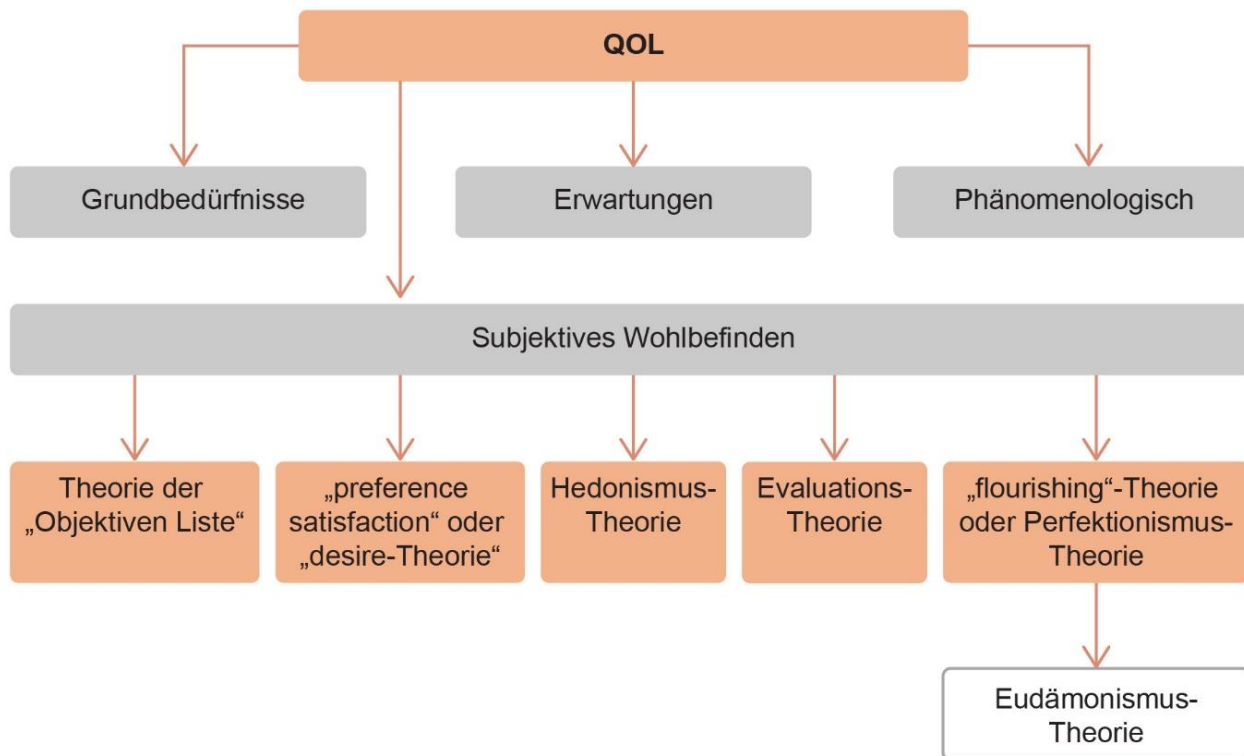 QOL
Grundbedürfnisse
Erwartungen
Phänomenologisch
Subjektives Wohlbefinden
Theorie der
„Objektiven Liste“
„preference
satisfaction“ oder
„desire-Theorie“
Hedonismus-
Theorie
Evaluations-
Theorie
„flourishing“-Theorie
oder Perfektionismus-
Theorie
Eudämonismus-
Theorie